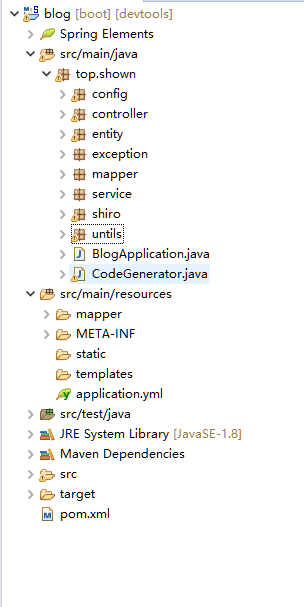 blog [boot] [devtools]
Spring Elements
src/main/java
top.shown
config
controller
entity
exception
mapper
service
shiro
untils
BlogApplication.java
CodeGenerator.java
src/main/resources
mapper
META-INF
static
templates
application.yml
src/test/java
JRE System Library [JavaSE-1.8]
Maven Dependencies
src
target
pom.xml